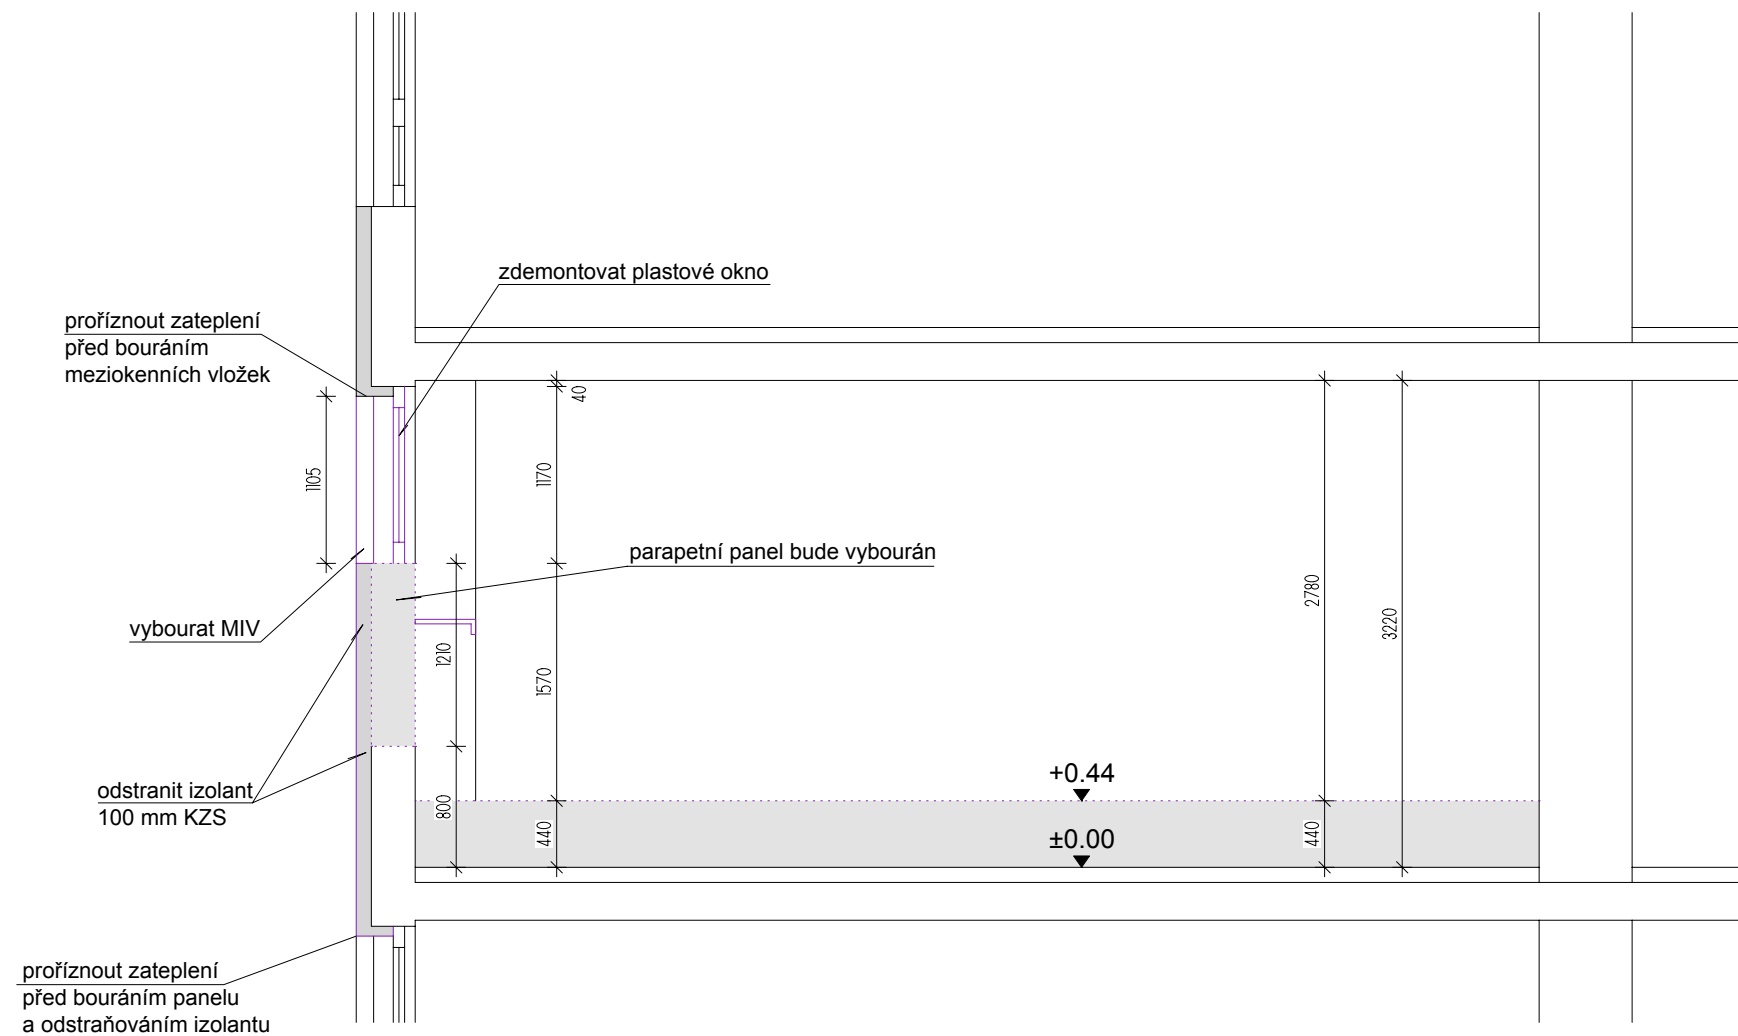 zdemontovat plastové okno
proříznout zateplení
před bouráním
meziokenních vložek
40
1105
1170
parapetní panel bude vybourán
2780
3220
vybourat MIV
1210
1570
+0.44
odstranit izolant
100 mm KZS
800
440
±0.00
440
proříznout zateplení
před bouráním panelu
a odstraňováním izolantu